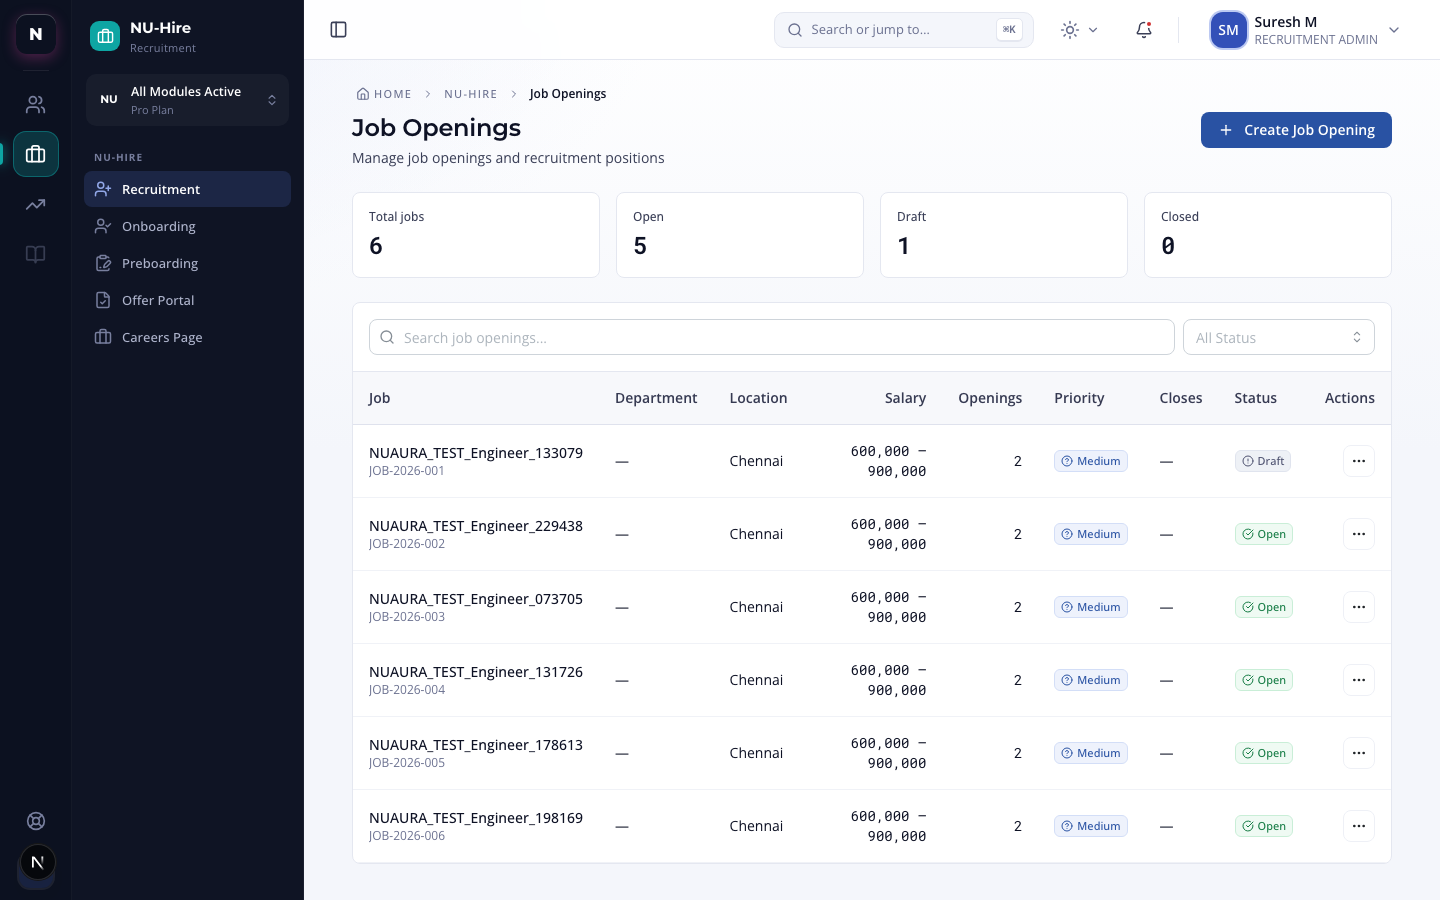 N
NU-Hire
Recruitment
NU
All Modules Active
Pro Plan
NU-HIRE
Recruitment
Onboarding
Preboarding
Offer Portal
Careers Page
N
Search or jump to...
⌘K
SM
Suresh M
RECRUITMENT ADMIN
HOME > NU-HIRE > Job Openings
Job Openings
Manage job openings and recruitment positions
+ Create Job Opening
Total jobs
6
Open
5
Draft
1
Closed
0
Search job openings...
All Status
Job Department Location Salary Openings Priority Closes Status Actions
NUAURA_TEST_Engineer_133079
JOB-2026-001
— Chennai 600,000 – 900,000 2 Medium — Draft ...
NUAURA_TEST_Engineer_229438
JOB-2026-002
— Chennai 600,000 – 900,000 2 Medium — Open ...
NUAURA_TEST_Engineer_073705
JOB-2026-003
— Chennai 600,000 – 900,000 2 Medium — Open ...
NUAURA_TEST_Engineer_131726
JOB-2026-004
— Chennai 600,000 – 900,000 2 Medium — Open ...
NUAURA_TEST_Engineer_178613
JOB-2026-005
— Chennai 600,000 – 900,000 2 Medium — Open ...
NUAURA_TEST_Engineer_198169
JOB-2026-006
— Chennai 600,000 – 900,000 2 Medium — Open ...